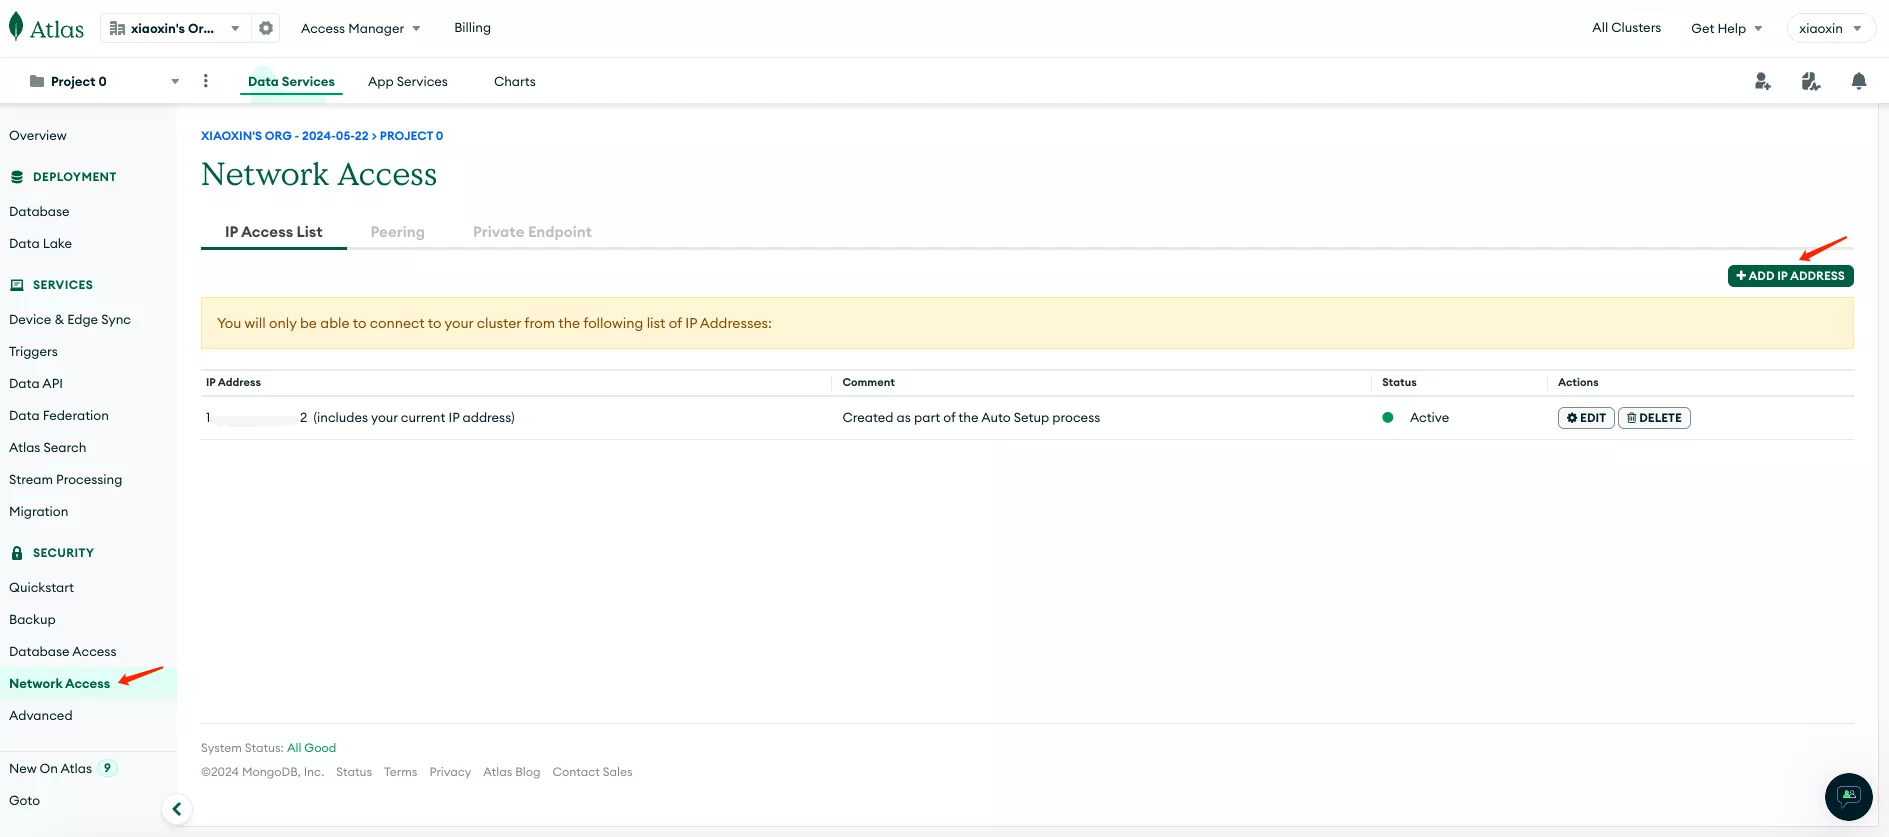 Atlas
xiaoxin's Or...
Access Manager
Billing
All Clusters
Get Help
xiaoxin
Project 0
Data Services
App Services
Charts
Overview
DEPLOYMENT
Database
Data Lake
SERVICES
Device & Edge Sync
Triggers
Data API
Data Federation
Atlas Search
Stream Processing
Migration
SECURITY
Quickstart
Backup
Database Access
Network Access
Advanced
New On Atlas 9
Goto
XIAOXIN'S ORG - 2024-05-22 > PROJECT 0
Network Access
IP Access List
Peering
Private Endpoint
+ ADD IP ADDRESS
You will only be able to connect to your cluster from the following list of IP Addresses:
IP Address
Comment
Status
Actions
1 2 (includes your current IP address)
Created as part of the Auto Setup process
Active
EDIT
DELETE
System Status: All Good
©2024 MongoDB, Inc. Status Terms Privacy Atlas Blog Contact Sales